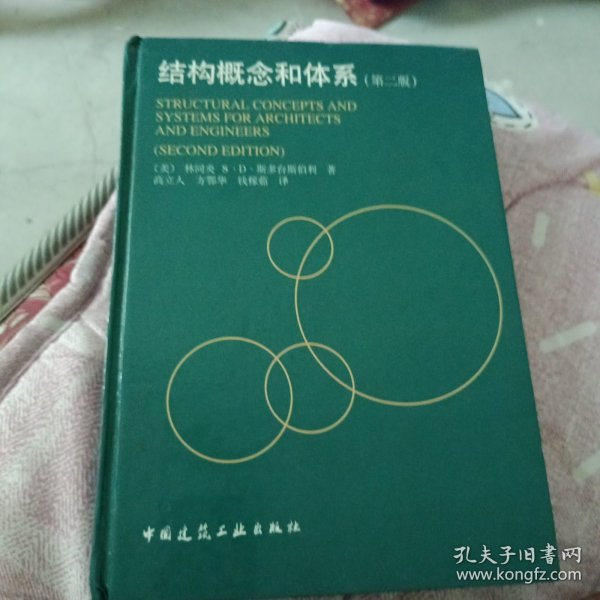 结构概念和体系(第二版)
STRUCTURAL CONCEPTS AND
SYSTEMS FOR ARCHITECTS
AND ENGINEERS
(SECOND EDITION)
〔美〕 林同炎 S·D·斯多台斯伯利 著
高立人 方鄂华 钱稼茹 译
中国建筑工业出版社
孔夫子旧书网
www.kongfz.com